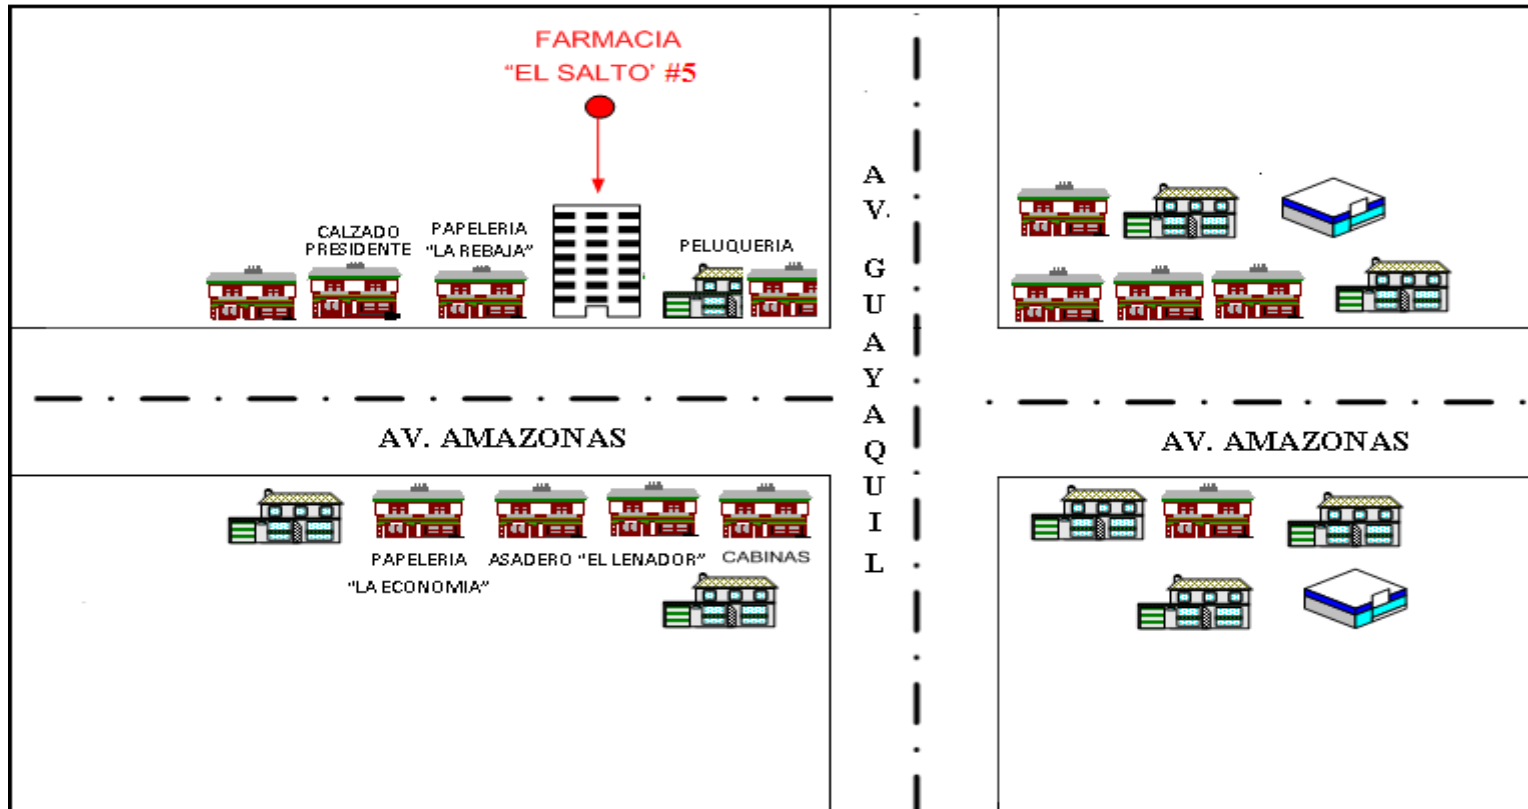 FARMACIA
"EL SALTO' #5
CALZADO
PRESIDENTE
PAPELERIA
"LA REBAJA"
PELUQUERIA
AV. GUAYAQUIL
AV. AMAZONAS
AV. AMAZONAS
PAPELERIA
"LA ECONOMIA"
ASADERO "EL LENADOR"
CABINAS